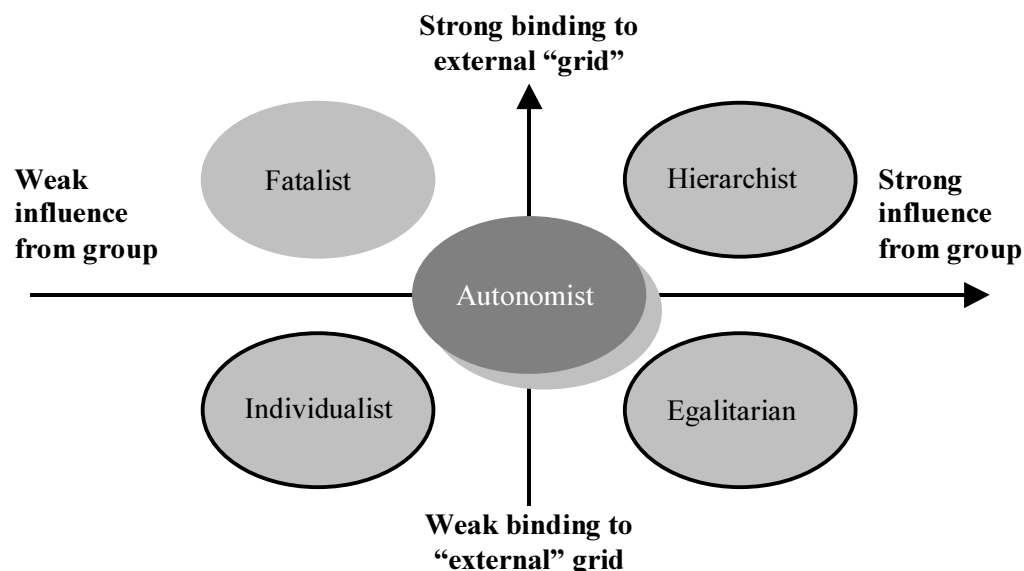 Strong binding to
external “grid”
Fatalist
Hierarchist
Weak
influence
from group
Strong
influence
from group
Autonomist
Individualist
Egalitarian
Weak binding to
“external” grid